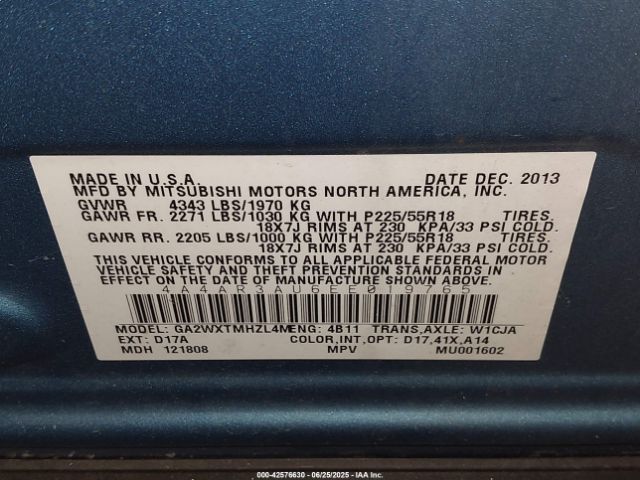 MADE IN U.S.A. DATE DEC. 2013
MFD BY MITSUBISHI MOTORS NORTH AMERICA, INC.
GVWR 4343 LBS/1970 KG
GAWR FR. 2271 LBS/1030 KG WITH P225/55R18 TIRES.
18X7J RIMS AT 230 KPA/33 PSI COLD.
GAWR RR. 2205 LBS/1000 KG WITH P225/55R18 TIRES.
18X7J RIMS AT 230 KPA/33 PSI COLD.
THIS VEHICLE CONFORMS TO ALL APPLICABLE FEDERAL MOTOR
VEHICLE SAFETY AND THEFT PREVENTION STANDARDS IN
EFFECT ON THE DATE OF MANUFACTURE SHOWN ABOVE.
4A4AR3AU6EE019765
MODEL: GA2WXTMHZL4M ENG: 4B11 TRANS,AXLE: W1CJA
EXT: D17A COLOR,INT,OPT: D17,41X,A14
MDH 121808 MPV MU001602
000-42576630 - 06/25/2025 - IAA Inc.